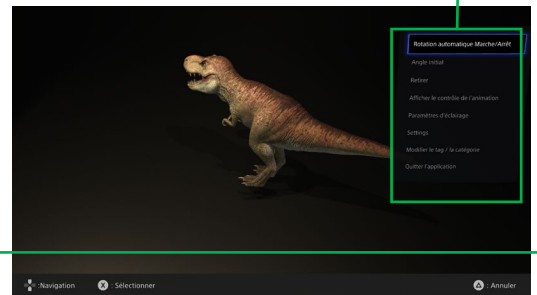 Rotation automatique Marche/Arrêt
Angle initial
Retirer
Afficher le contrôle de l'animation
Paramètres d'éclairage
Settings
Modifier le tag / la catégorie
Quitter l'application
:Navigation
X : Sélectionner
: Annuler